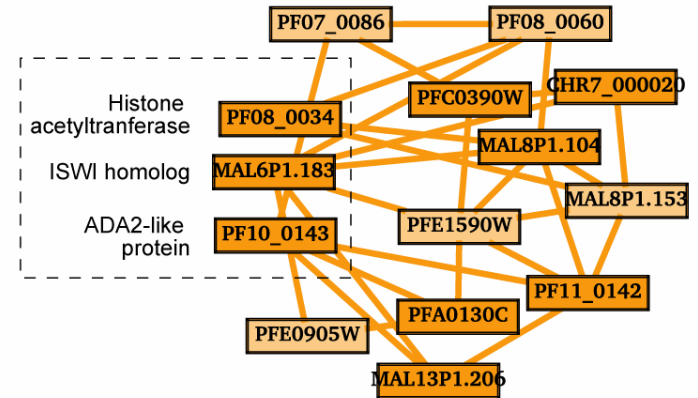 PF07_0086
PF08_0060
CHR7_000020
PFC0390W
Histone
acetyltranferase
PF08_0034
MAL8P1.104
ISWI homolog
MAL6P1.183
MAL8P1.153
ADA2-like
protein
PFE1590W
PF10_0143
PF11_0142
PFA0130C
PFE0905W
MAL13P1.206